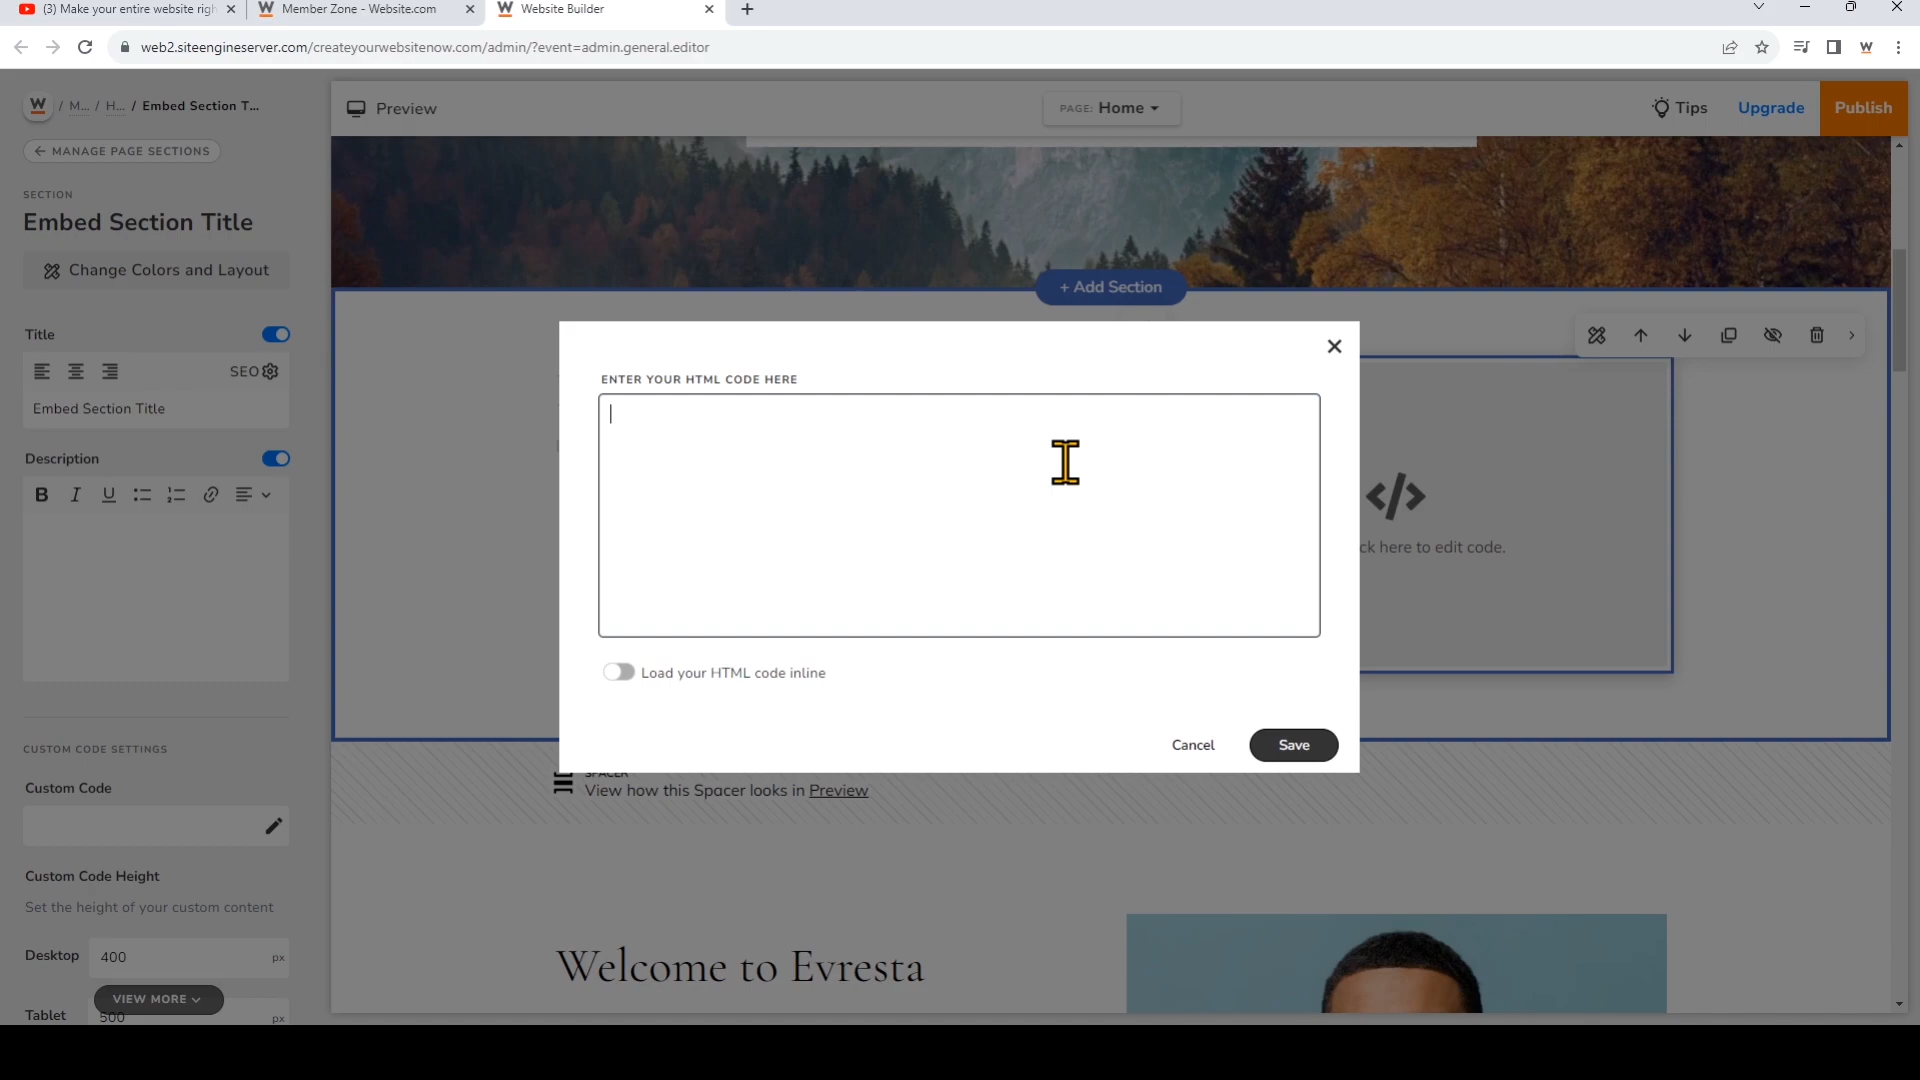 (3) Make your entire website righ
Member Zone - Website.com
Website Builder
web2.siteengineserver.com/createyourwebsitenow.com/admin/?event=admin.general.editor
W / M... / H... / Embed Section T...
Preview
PAGE: Home
Tips
Upgrade
Publish
MANAGE PAGE SECTIONS
SECTION
Embed Section Title
Change Colors and Layout
+ Add Section
Title
SEO
Embed Section Title
ENTER YOUR HTML CODE HERE
Description
B I U
ck here to edit code.
Load your HTML code inline
Cancel
Save
CUSTOM CODE SETTINGS
SPACER
View how this Spacer looks in Preview
Custom Code
Custom Code Height
Set the height of your custom content
Desktop 400 px
Welcome to Evresta
VIEW MORE
Tablet 500 px